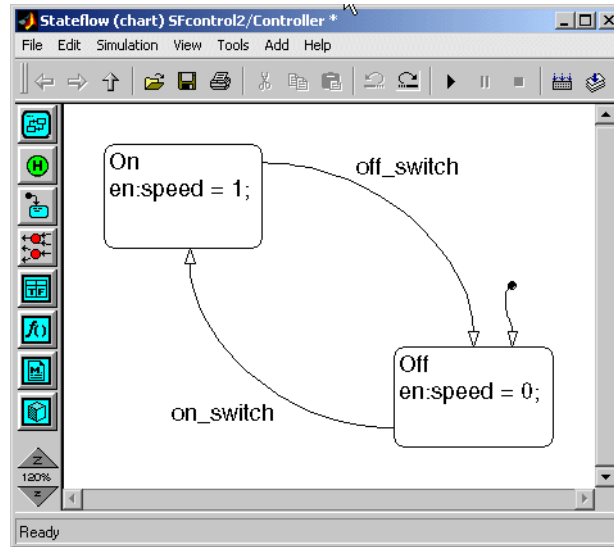 Stateflow (chart) SFcontrol2/Controller *
File Edit Simulation View Tools Add Help
On
en:speed = 1;
off_switch
Off
en:speed = 0;
on_switch
H
TF
f()
M
Z
120%
z
Ready